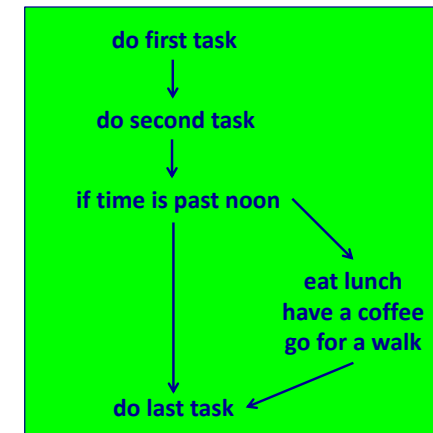 do first task
do second task
if time is past noon
eat lunch
have a coffee
go for a walk
do last task